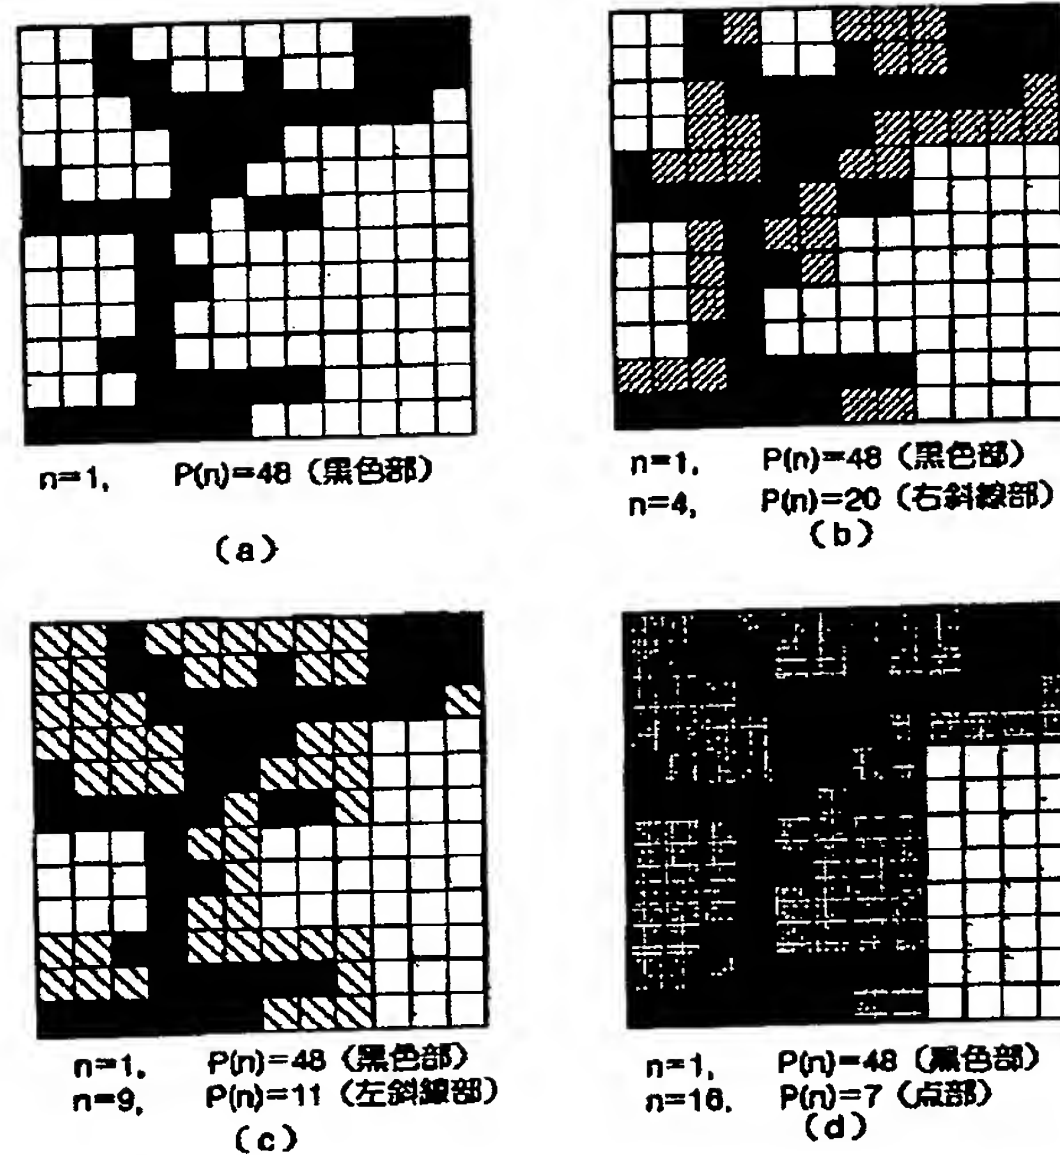 n=1,　P(n)=48（黒色部）
(a)
n=1,　P(n)=48（黒色部）
n=4,　P(n)=20（右斜線部）
(b)
n=1,　P(n)=48（黒色部）
n=9,　P(n)=11（左斜線部）
(c)
n=1,　P(n)=48（黒色部）
n=16,　P(n)=7（点部）
(d)